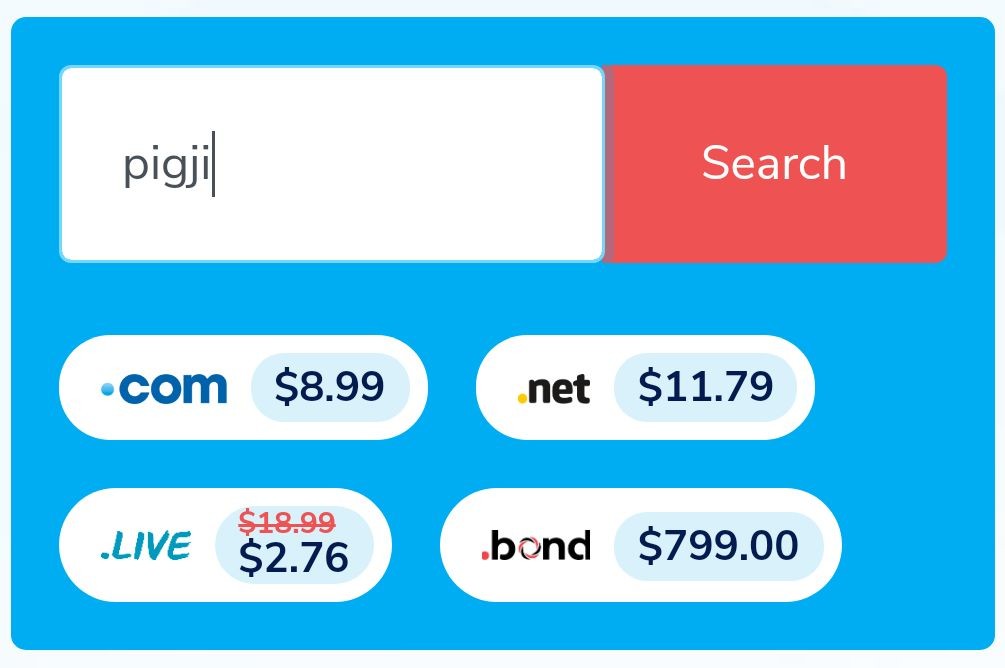 pigji
Search
.com $8.99
.net $11.79
.LIVE $18.99
$2.76
.bond $799.00